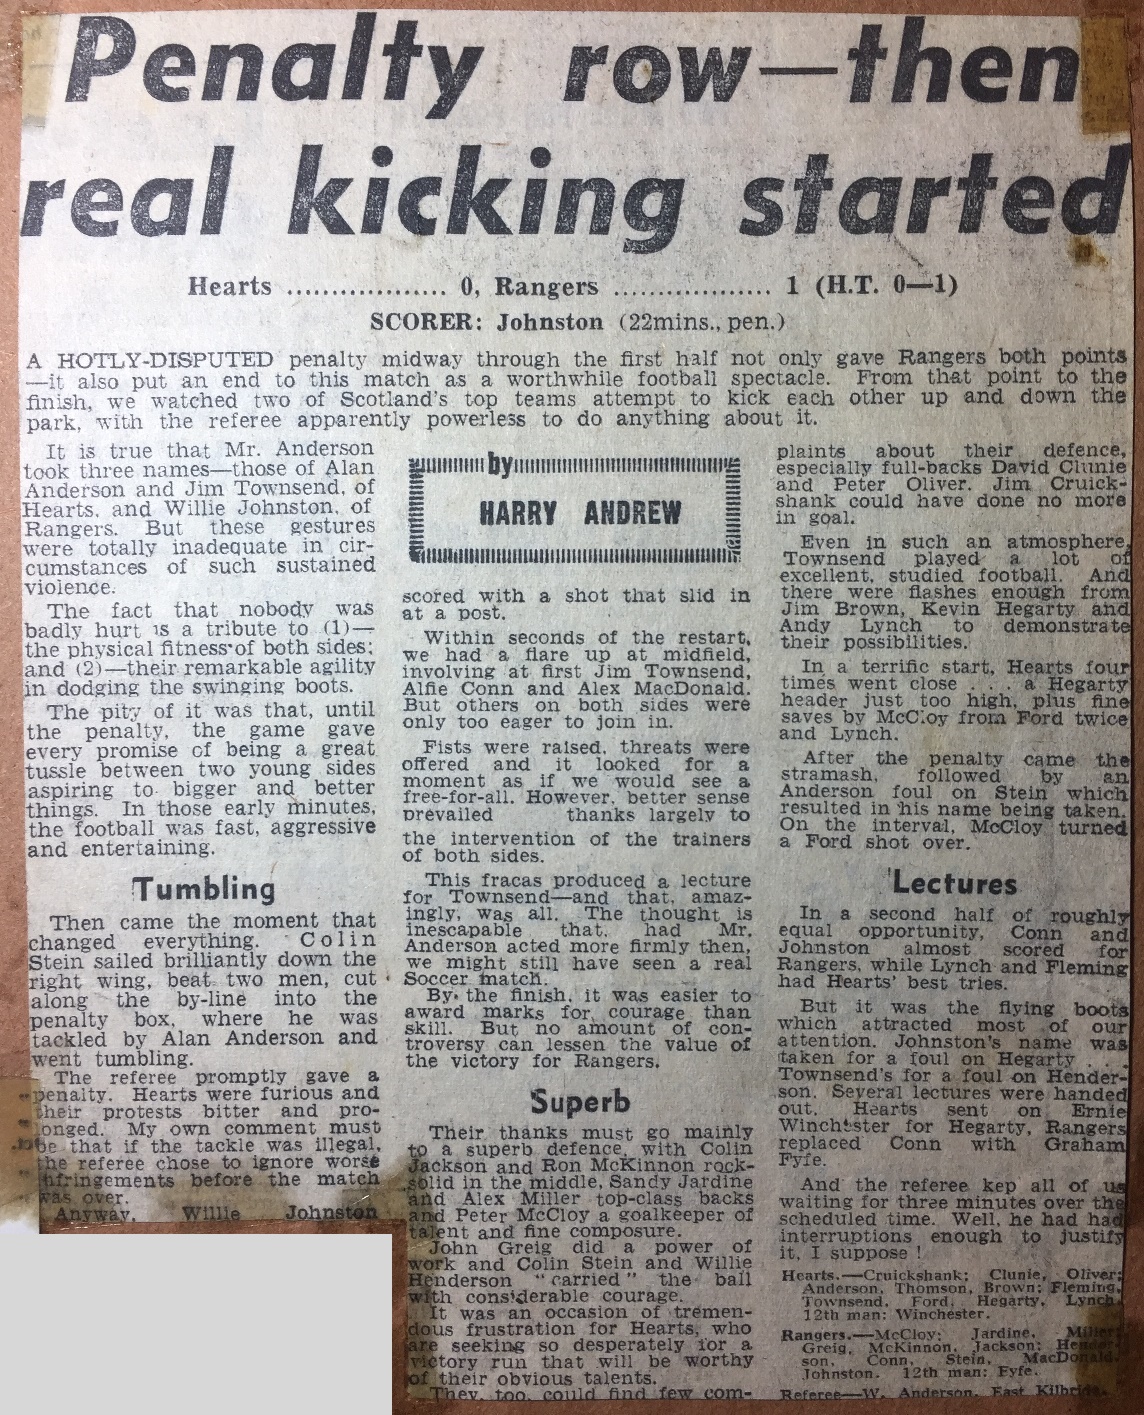 Penalty row—then
real kicking started
Hearts .................. 0, Rangers .................. 1 (H.T. 0—1)
SCORER: Johnston (22mins., pen.)
A HOTLY-DISPUTED penalty midway through the first half not only gave Rangers both points
—it also put an end to this match as a worthwhile football spectacle. From that point to the
finish, we watched two of Scotland's top teams attempt to kick each other up and down the
park, with the referee apparently powerless to do anything about it.
It is true that Mr. Anderson
took three names—those of Alan
Anderson and Jim Townsend, of
Hearts, and Willie Johnston, of
Rangers. But these gestures
were totally inadequate in cir-
cumstances of such sustained
violence.
The fact that nobody was
badly hurt is a tribute to (1)—
the physical fitness of both sides;
and (2)—their remarkable agility
in dodging the swinging boots.
The pity of it was that, until
the penalty, the game gave
every promise of being a great
tussle between two young sides
aspiring to bigger and better
things. In those early minutes,
the football was fast, aggressive
and entertaining.
Tumbling
Then came the moment that
changed everything. Colin
Stein sailed brilliantly down the
right wing, beat two men, cut
along the by-line into the
penalty box, where he was
tackled by Alan Anderson and
went tumbling.
The referee promptly gave a
penalty. Hearts were furious and
their protests bitter and pro-
longed. My own comment must
be that if the tackle was illegal,
the referee chose to ignore worse
infringements before the match
was over.
Anyway, Willie Johnston
by
HARRY ANDREW
scored with a shot that slid in
at a post.
Within seconds of the restart,
we had a flare up at midfield,
involving at first Jim Townsend,
Alfie Conn and Alex MacDonald.
But others on both sides were
only too eager to join in.
Fists were raised, threats were
offered and it looked for a
moment as if we would see a
free-for-all. However, better sense
prevailed thanks largely to
the intervention of the trainers
of both sides.
This fracas produced a lecture
for Townsend—and that, amaz-
ingly, was all. The thought is
inescapable that, had Mr.
Anderson acted more firmly then,
we might still have seen a real
Soccer match.
By the finish, it was easier to
award marks for courage than
skill. But no amount of con-
troversy can lessen the value of
the victory for Rangers.
Superb
Their thanks must go mainly
to a superb defence, with Colin
Jackson and Ron McKinnon rock-
solid in the middle, Sandy Jardine
and Alex Miller top-class backs
and Peter McCloy a goalkeeper of
talent and fine composure.
John Greig did a power of
work and Colin Stein and Willie
Henderson "carried" the ball
with considerable courage.
It was an occasion of tremen-
dous frustration for Hearts, who
are seeking so desperately for a
victory run that will be worthy
of their obvious talents.
They, too, could find few com-
plaints about their defence,
especially full-backs David Clunie
and Peter Oliver. Jim Cruick-
shank could have done no more
in goal.
Even in such an atmosphere,
Townsend played a lot of
excellent, studied football. And
there were flashes enough from
Jim Brown, Kevin Hegarty and
Andy Lynch to demonstrate
their possibilities.
In a terrific start, Hearts four
times went close . . . a Hegarty
header just too high, plus fine
saves by McCloy from Ford twice
and Lynch.
After the penalty came the
stramash, followed by an
Anderson foul on Stein which
resulted in his name being taken.
On the interval, McCloy turned
a Ford shot over.
Lectures
In a second half of roughly
equal opportunity, Conn and
Johnston almost scored for
Rangers, while Lynch and Fleming
had Hearts' best tries.
But it was the flying boots
which attracted most of our
attention. Johnston's name was
taken for a foul on Hegarty . . .
Townsend's for a foul on Hender-
son. Several lectures were handed
out. Hearts sent on Ernie
Winchester for Hegarty, Rangers
replaced Conn with Graham
Fyfe.
And the referee kep all of us
waiting for three minutes over the
scheduled time. Well, he had had
interruptions enough to justify
it, I suppose !
Hearts.—Cruickshank; Clunie, Oliver;
Anderson, Thomson, Brown; Fleming,
Townsend, Ford, Hegarty, Lynch.
12th man: Winchester.
Rangers.—McCloy; Jardine, Miller;
Greig, McKinnon, Jackson; Hender-
son, Conn, Stein, MacDonald,
Johnston. 12th man: Fyfe.
Referee—W. Anderson, East Kilbride.